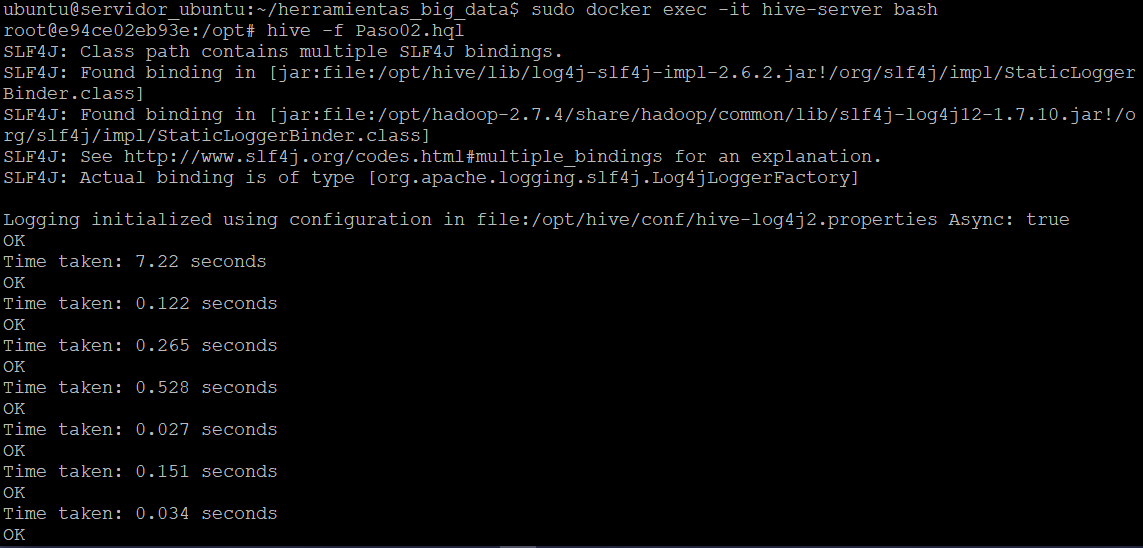 ubuntu@servidor_ubuntu:~/herramientas_big_data$ sudo docker exec -it hive-server bash
root@e94ce02eb93e:/opt# hive -f Paso02.hql
SLF4J: Class path contains multiple SLF4J bindings.
SLF4J: Found binding in [jar:file:/opt/hive/lib/log4j-slf4j-impl-2.6.2.jar!/org/slf4j/impl/StaticLogger
Binder.class]
SLF4J: Found binding in [jar:file:/opt/hadoop-2.7.4/share/hadoop/common/lib/slf4j-log4j12-1.7.10.jar!/o
rg/slf4j/impl/StaticLoggerBinder.class]
SLF4J: See http://www.slf4j.org/codes.html#multiple_bindings for an explanation.
SLF4J: Actual binding is of type [org.apache.logging.slf4j.Log4jLoggerFactory]
Logging initialized using configuration in file:/opt/hive/conf/hive-log4j2.properties Async: true
OK
Time taken: 7.22 seconds
OK
Time taken: 0.122 seconds
OK
Time taken: 0.265 seconds
OK
Time taken: 0.528 seconds
OK
Time taken: 0.027 seconds
OK
Time taken: 0.151 seconds
OK
Time taken: 0.034 seconds
OK